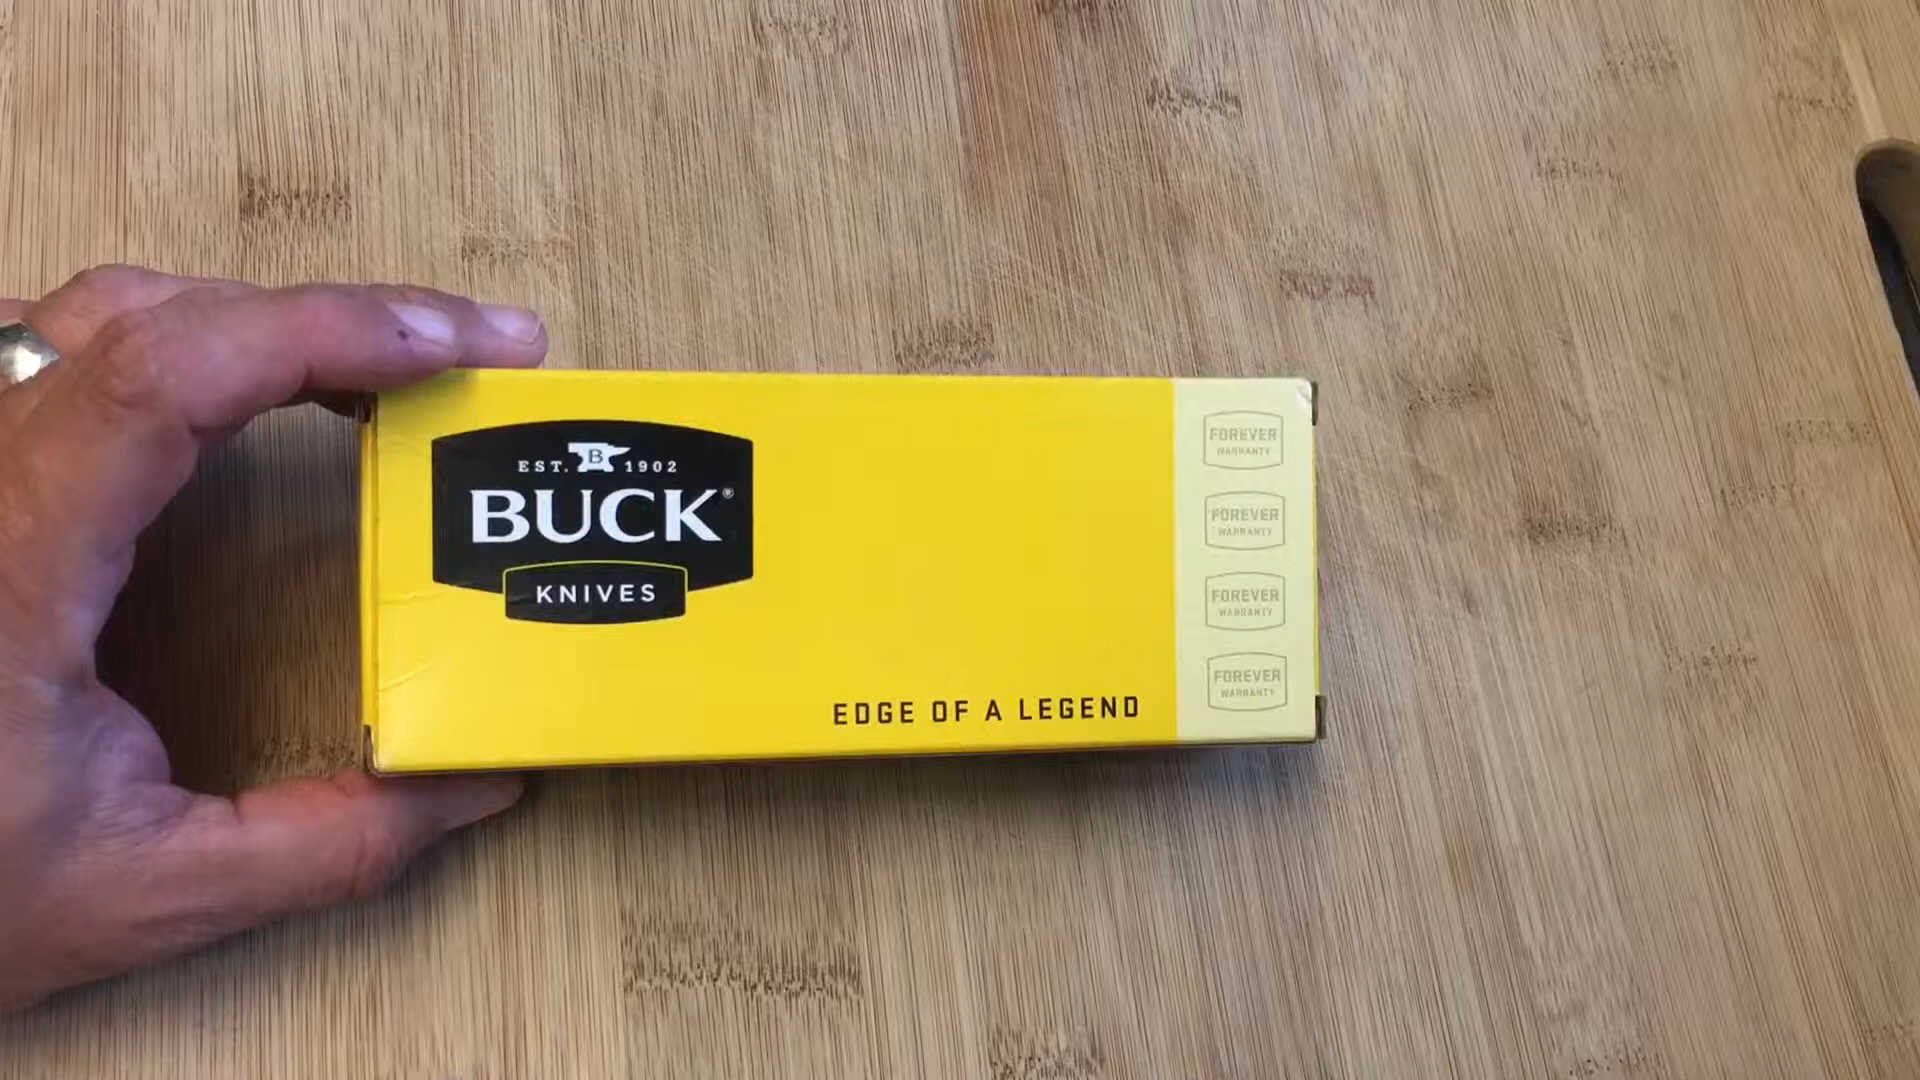 EST. B 1902
BUCK®
KNIVES
EDGE OF A LEGEND
FOREVER
WARRANTY
FOREVER
WARRANTY
FOREVER
WARRANTY
FOREVER
WARRANTY